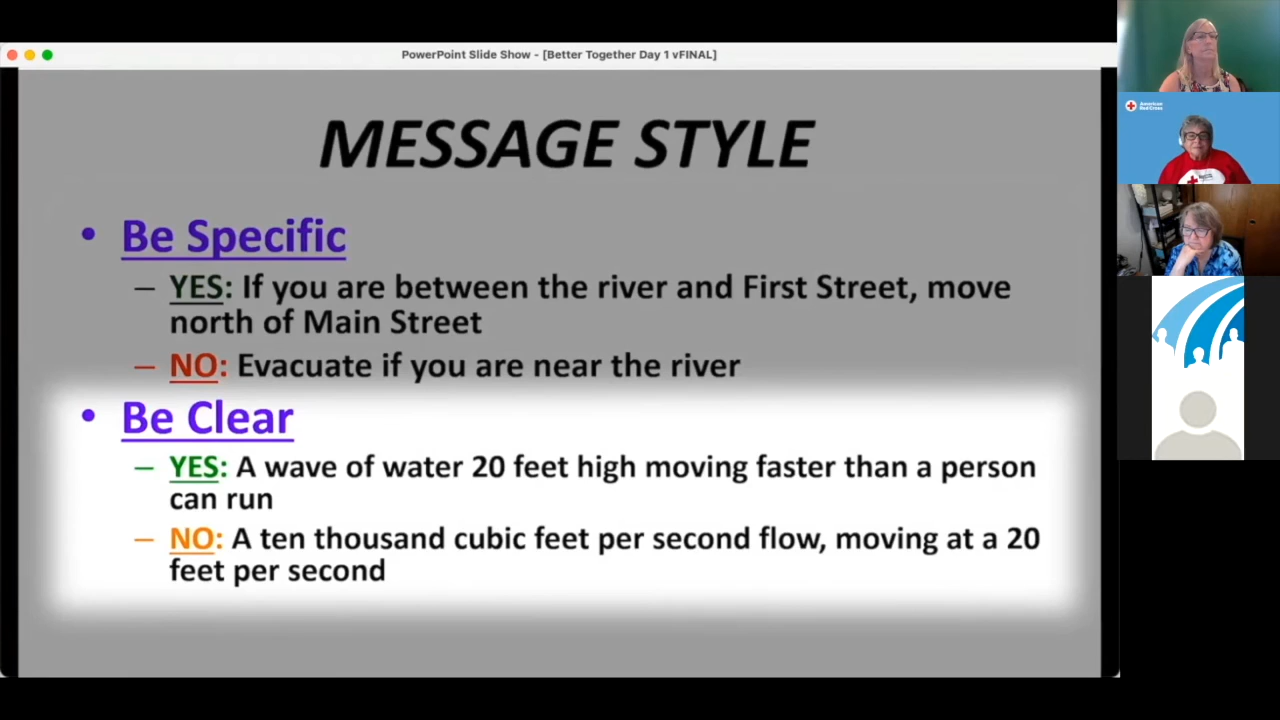 PowerPoint Slide Show - [Better Together Day 1 vFINAL]
MESSAGE STYLE
• Be Specific
– YES: If you are between the river and First Street, move
north of Main Street
– NO: Evacuate if you are near the river
• Be Clear
– YES: A wave of water 20 feet high moving faster than a person
can run
– NO: A ten thousand cubic feet per second flow, moving at a 20
feet per second
American
Red Cross